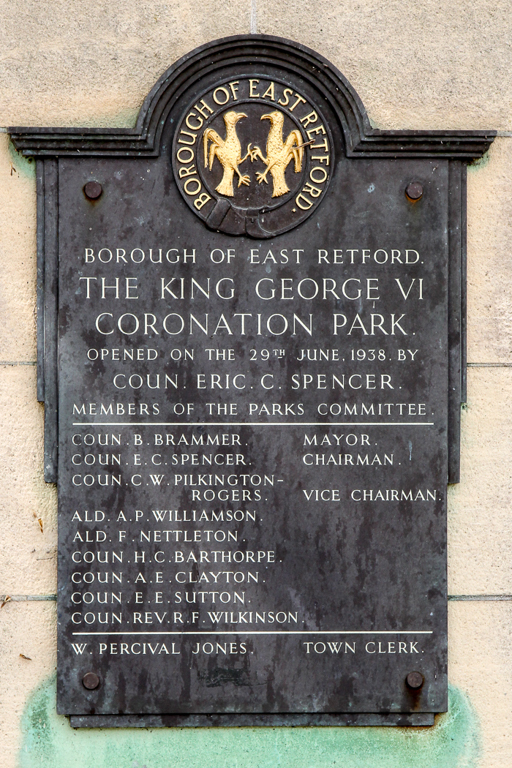 BOROUGH OF EAST RETFORD.
BOROUGH OF EAST RETFORD.
THE KING GEORGE VI
CORONATION PARK.
OPENED ON THE 29TH JUNE, 1938. BY
COUN. ERIC. C. SPENCER.
MEMBERS OF THE PARKS COMMITTEE.
COUN. B. BRAMMER. MAYOR.
COUN. E.C. SPENCER. CHAIRMAN.
COUN. C.W. PILKINGTON-
ROGERS. VICE CHAIRMAN.
ALD. A.P. WILLIAMSON.
ALD. F. NETTLETON.
COUN. H.C. BARTHORPE.
COUN. A.E. CLAYTON.
COUN. E.E. SUTTON.
COUN. REV. R.F. WILKINSON.
W. PERCIVAL JONES. TOWN CLERK.